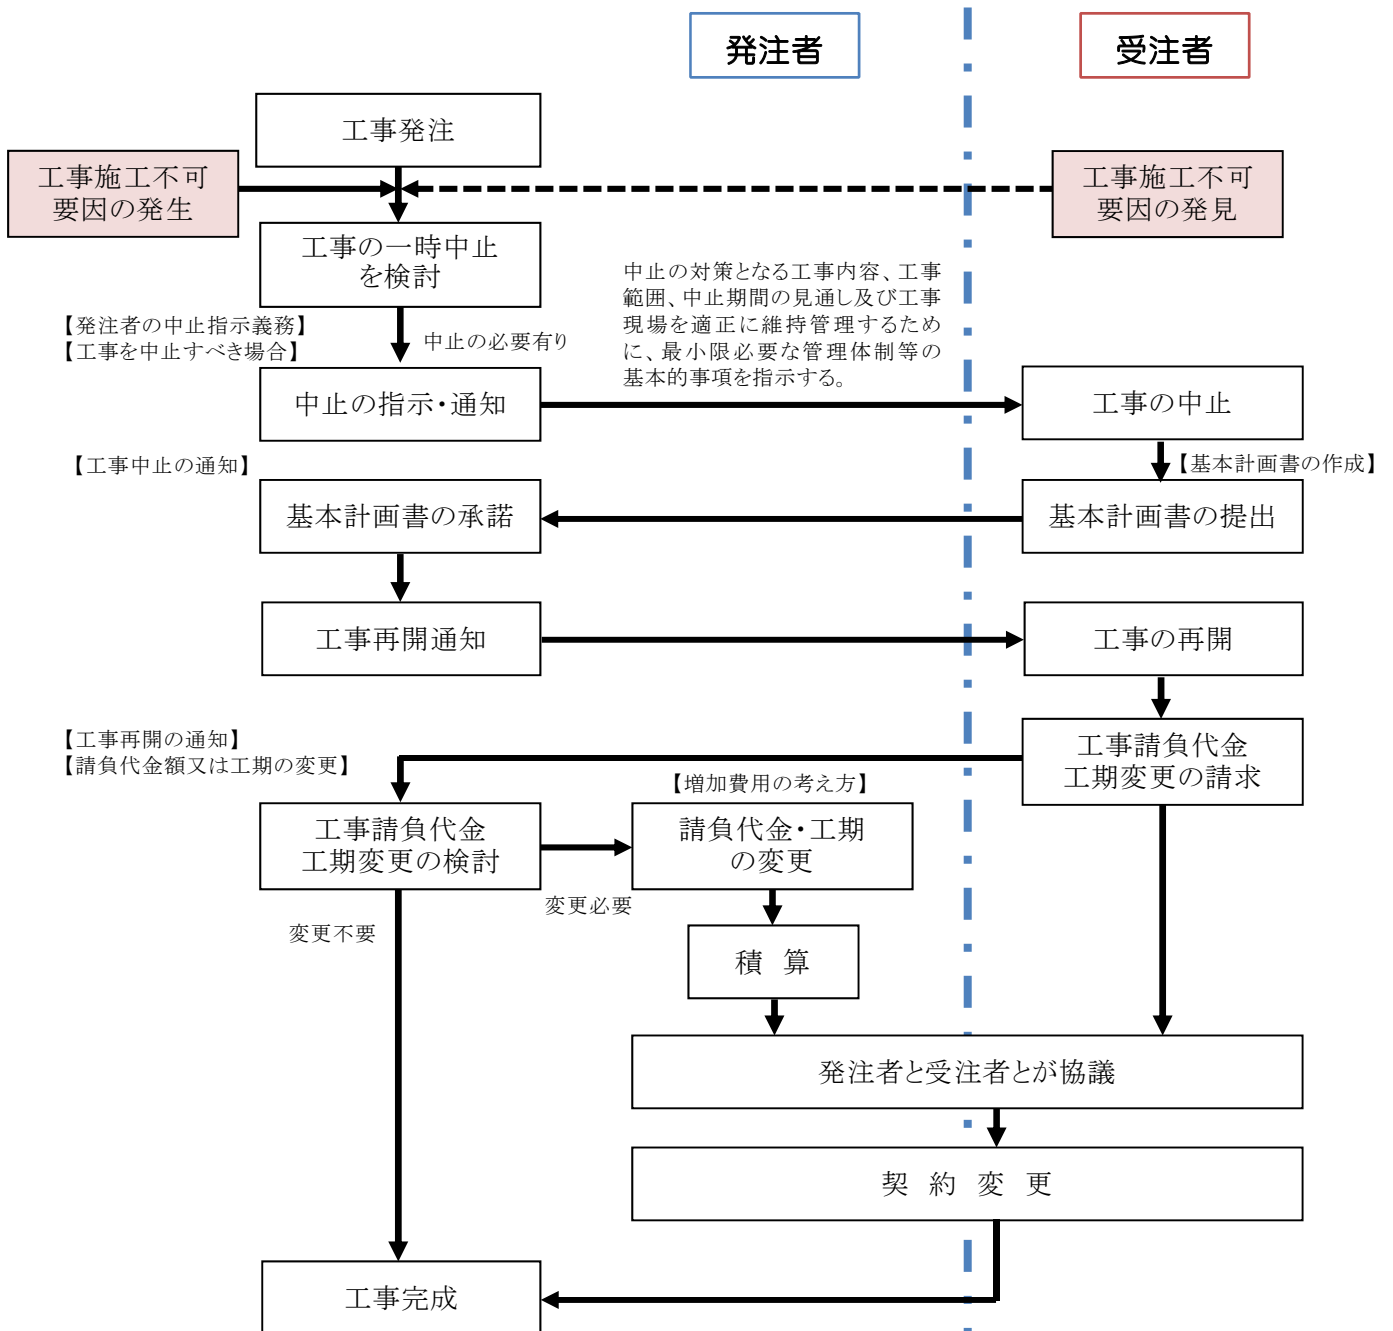 発注者
受注者
工事発注
工事施工不可
要因の発生
工事施工不可
要因の発見
工事の一時中止
を検討
中止の対策となる工事内容、工事
範囲、中止期間の見通し及び工事
現場を適正に維持管理するため
に、最小限必要な管理体制等の
基本的事項を指示する。
【発注者の中止指示義務】
【工事を中止すべき場合】
中止の必要有り
中止の指示・通知
工事の中止
【工事中止の通知】
【基本計画書の作成】
基本計画書の承諾
基本計画書の提出
工事再開通知
工事の再開
【工事再開の通知】
【請負代金額又は工期の変更】
工事請負代金
工期変更の請求
【増加費用の考え方】
工事請負代金
工期変更の検討
請負代金・工期
の変更
変更必要
変更不要
積 算
発注者と受注者とが協議
契 約 変 更
工事完成